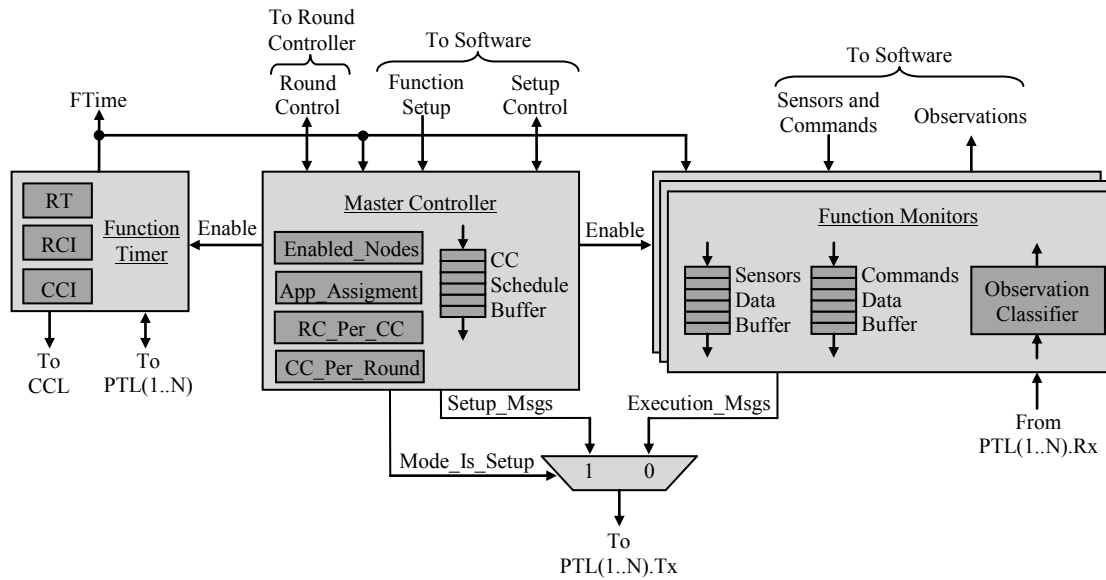 To Round
Controller
To Software
To Software
Round
Control
Function
Setup
Setup
Control
Sensors and
Commands
Observations
FTime
RT
RCI
CCI
Function
Timer
Enable
Master Controller
Enabled_Nodes
App_Assigment
RC_Per_CC
CC_Per_Round
CC
Schedule
Buffer
Enable
Function Monitors
Sensors
Data
Buffer
Commands
Data
Buffer
Observation
Classifier
To
CCL
To
PTL(1..N)
Setup_Msgs
Execution_Msgs
From
PTL(1..N).Rx
Mode_Is_Setup
1 0
To
PTL(1..N).Tx